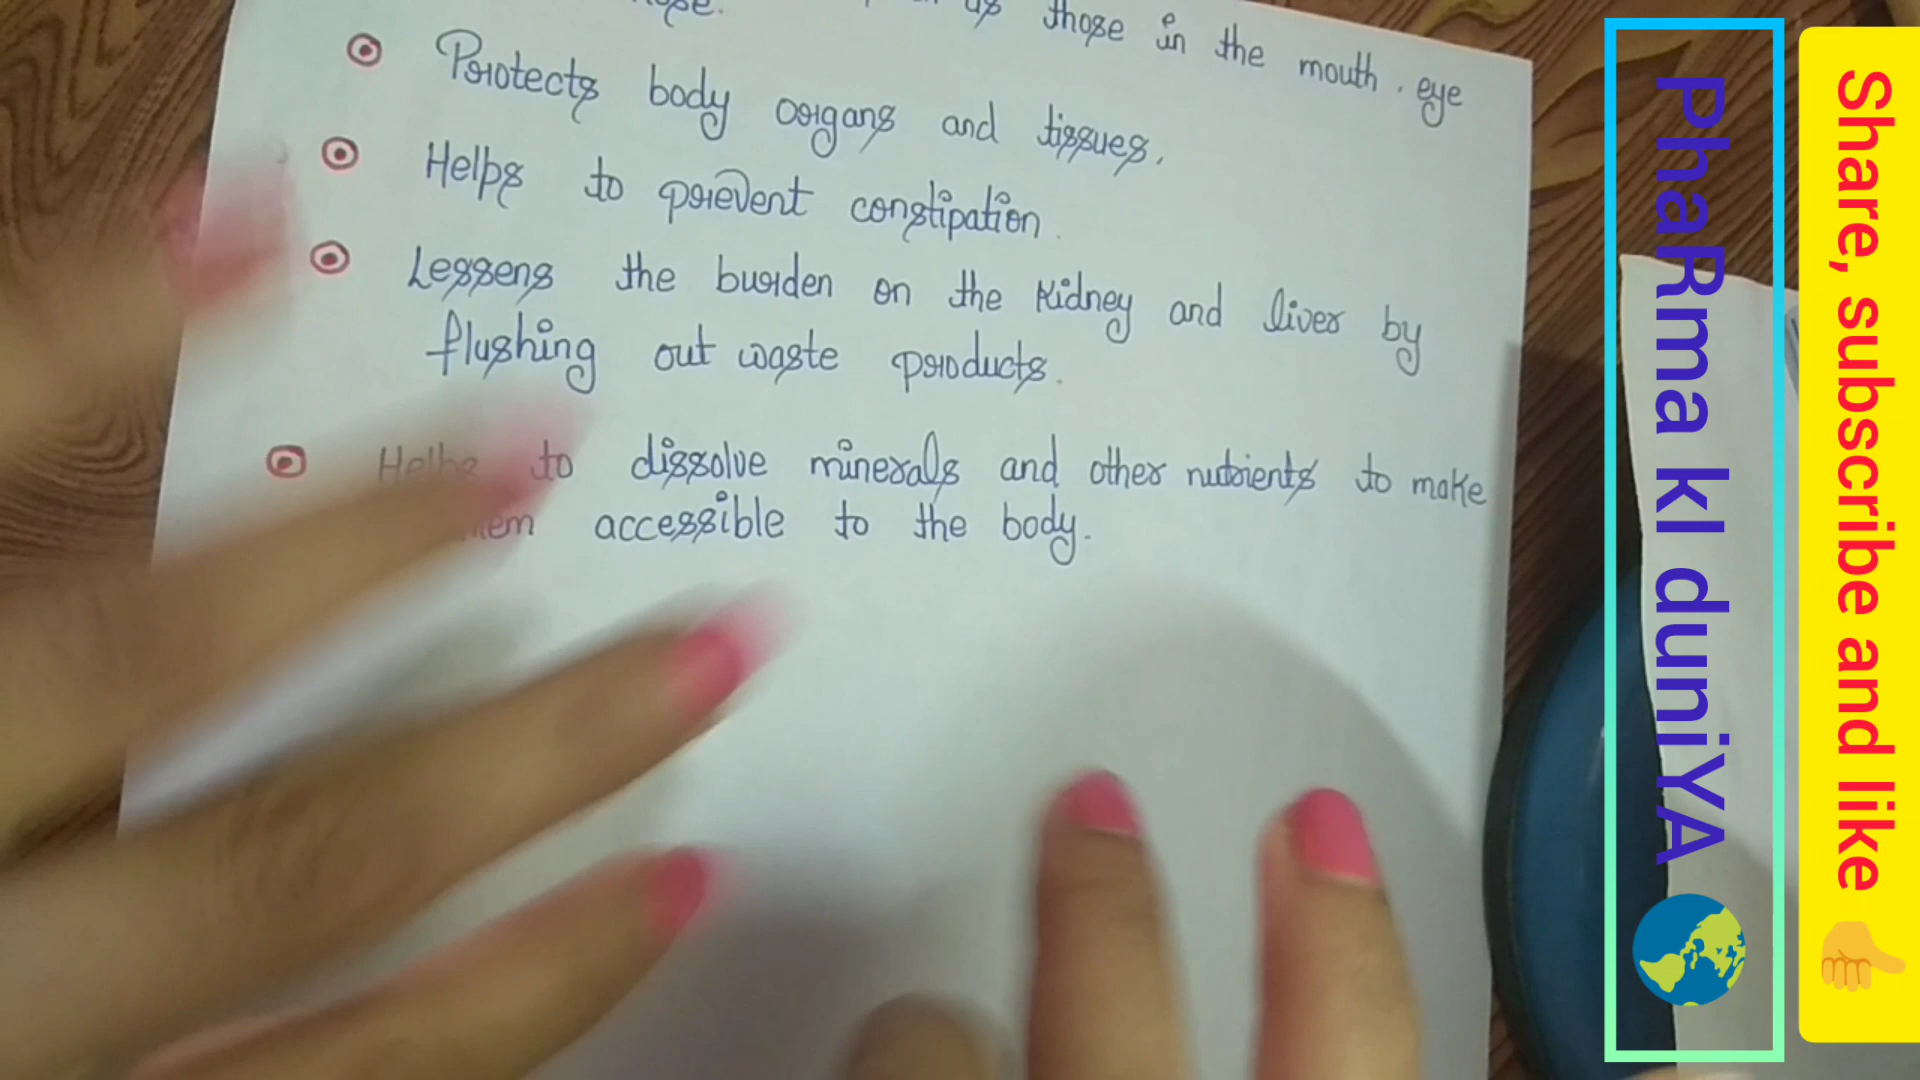 those in the mouth, eye
Protects body organs and tissues.
Helps to prevent constipation.
Lessens the burden on the kidney and liver by
flushing out waste products.
Helps to dissolve minerals and other nutrients to make
accessible to the body.
PhaRma kI duniYA
Share, subscribe and like